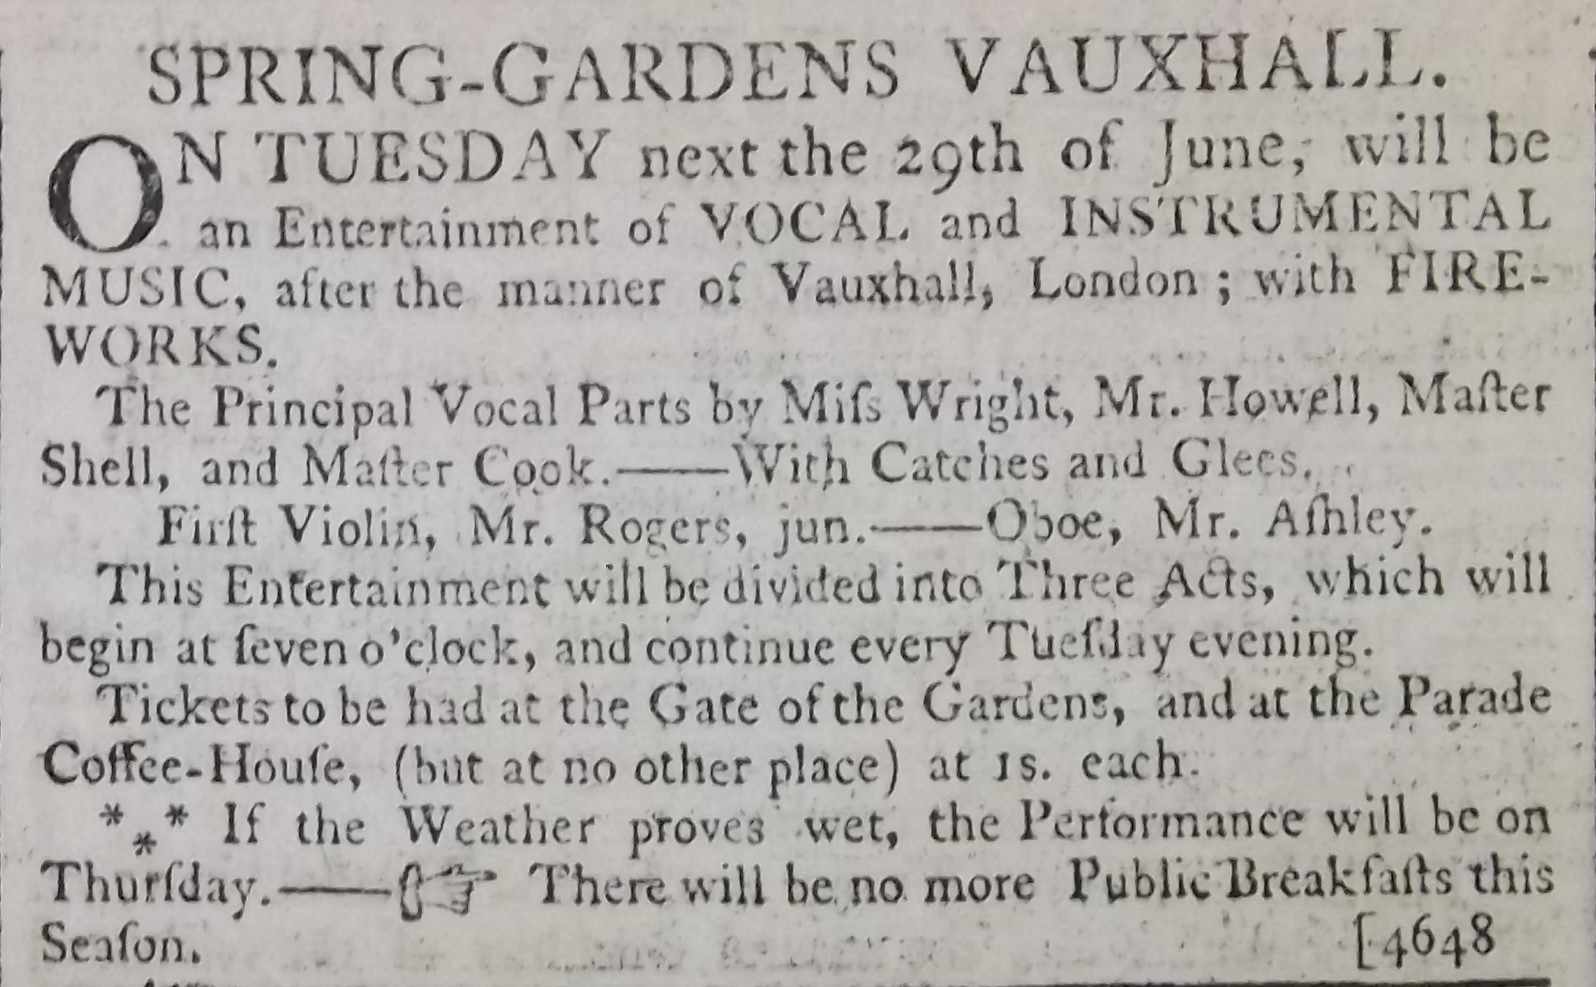 SPRING-GARDENS VAUXHALL.
ON TUESDAY next the 29th of June, will be
an Entertainment of VOCAL and INSTRUMENTAL
MUSIC, after the manner of Vauxhall, London; with FIRE-
WORKS.
The Principal Vocal Parts by Miſs Wright, Mr. Howell, Maſter
Shell, and Maſter Cook.——With Catches and Glees.
Firſt Violin, Mr. Rogers, jun.——Oboe, Mr. Aſhley.
This Entertainment will be divided into Three Acts, which will
begin at ſeven o'clock, and continue every Tueſday evening.
Tickets to be had at the Gate of the Gardens, and at the Parade
Coffee-Houſe, (but at no other place) at 1s. each.
*⁎* If the Weather proves wet, the Performance will be on
Thurſday.——☞ There will be no more Public Breakfaſts this
Seaſon. [4648